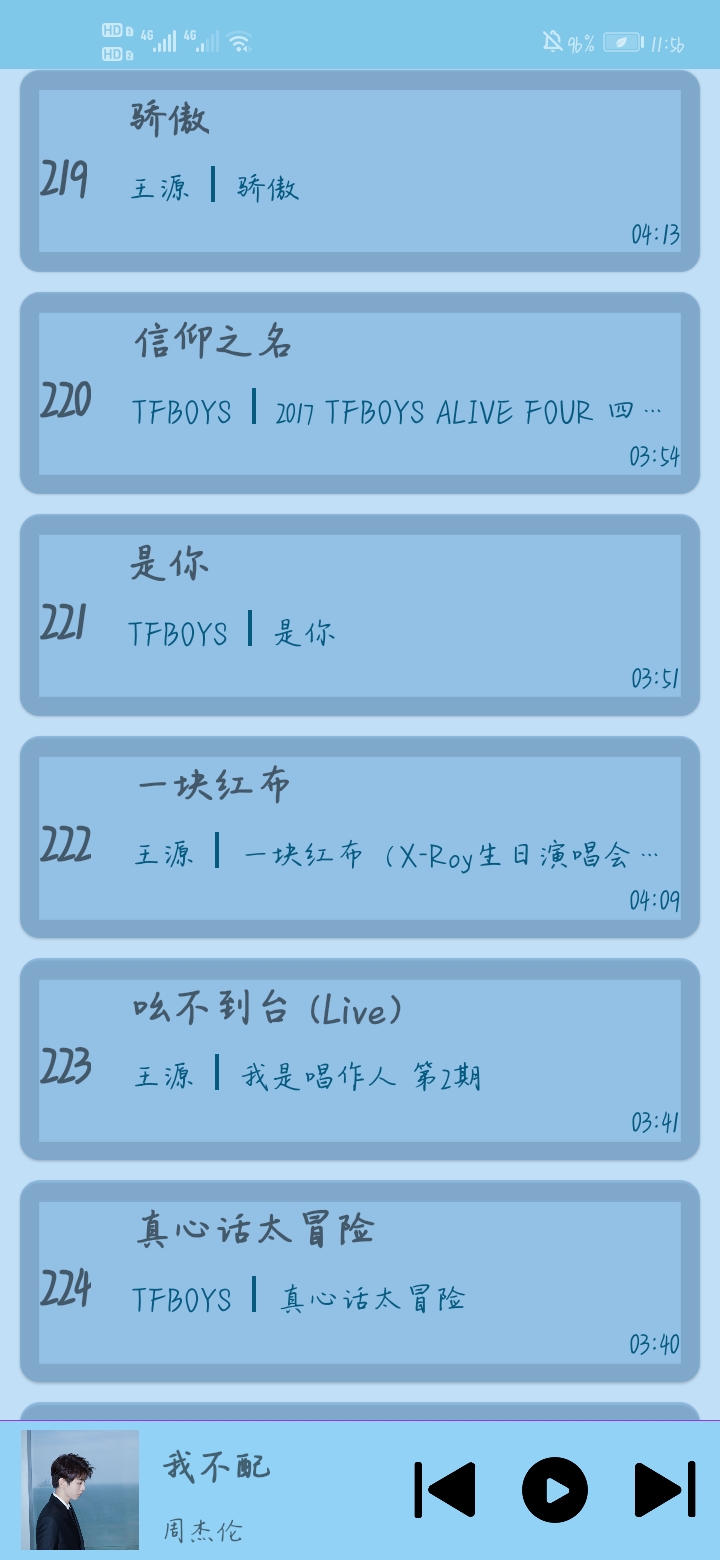 HD 1 4G 4G
HD 2
96% 11:56
骄傲
219
王源 | 骄傲
04:13
信仰之名
220
TFBOYS | 2017 TFBOYS ALIVE FOUR 四…
03:54
是你
221
TFBOYS | 是你
03:51
一块红布
222
王源 | 一块红布 (X-Roy生日演唱会…
04:09
吆不到台 (Live)
223
王源 | 我是唱作人 第2期
03:41
真心话太冒险
224
TFBOYS | 真心话太冒险
03:40
我不配
周杰伦